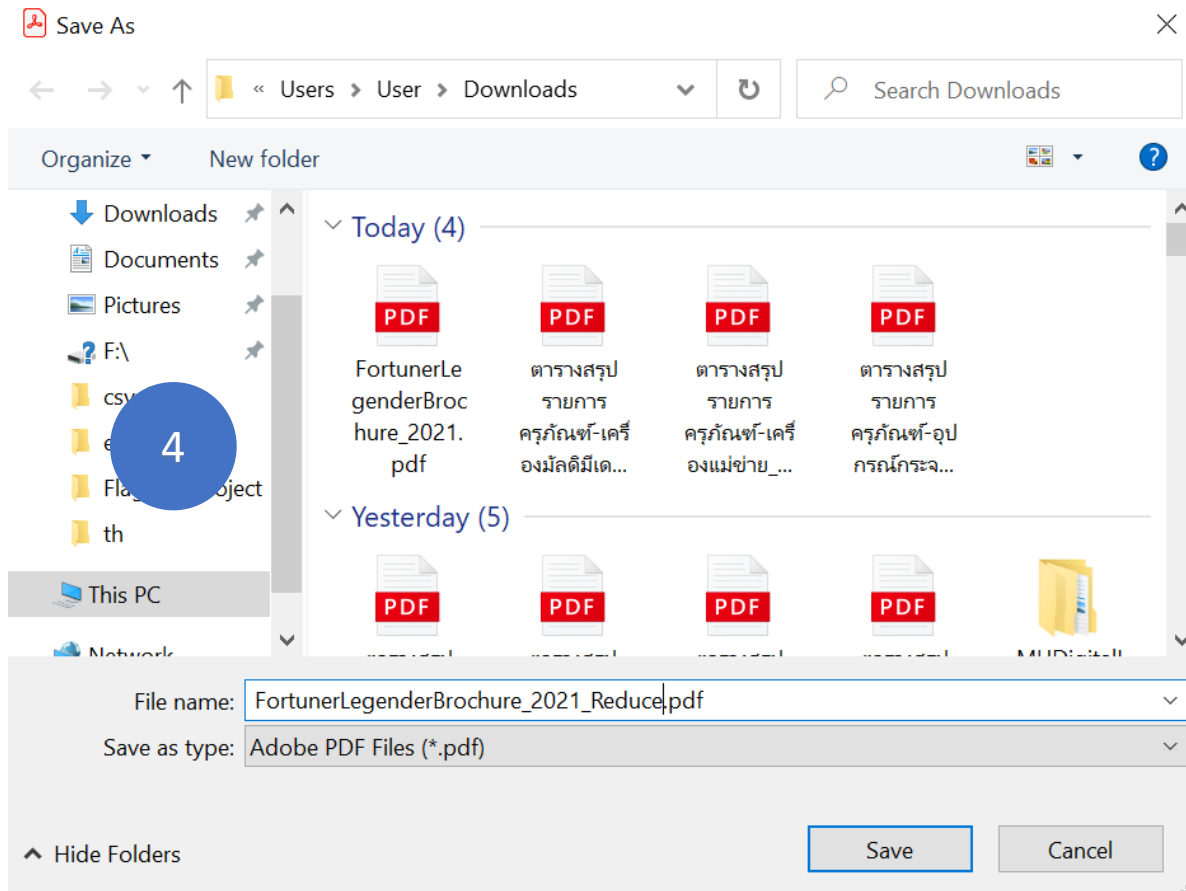 Save As
« Users > User > Downloads
Search Downloads
Organize
New folder
?
Downloads
Documents
Pictures
F:\
csv
4
ject
th
This PC
Network
Today (4)
PDF PDF PDF PDF
FortunerLe
genderBroc
hure_2021.
pdf
ตารางสรุป
รายการ
ครุภัณฑ์-เครื่
องมัลติมีเด...
ตารางสรุป
รายการ
ครุภัณฑ์-เครื่
องแม่ข่าย_...
ตารางสรุป
รายการ
ครุภัณฑ์-อุป
กรณ์กระจ...
Yesterday (5)
PDF PDF PDF PDF
File name: FortunerLegenderBrochure_2021_Reduce.pdf
Save as type: Adobe PDF Files (*.pdf)
Hide Folders
Save
Cancel